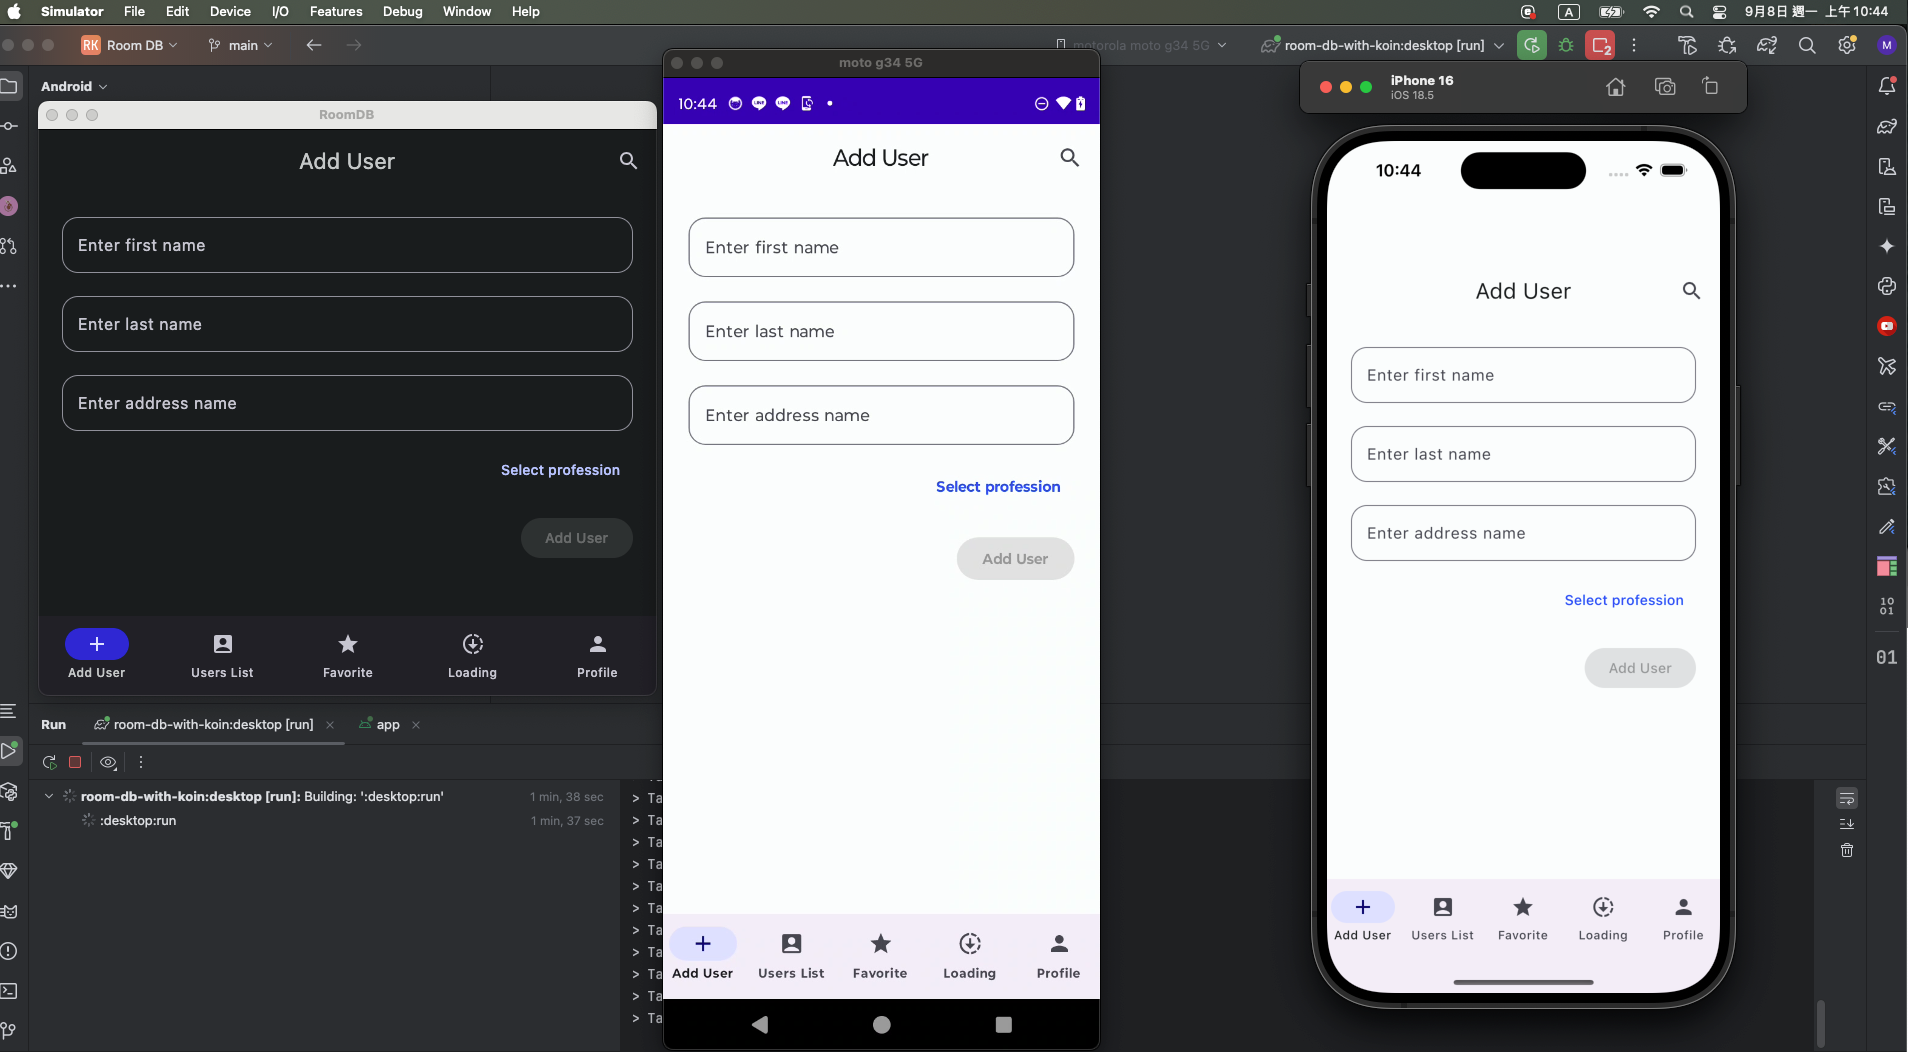 Simulator File Edit Device I/O Features Debug Window Help A 9月8日 週一 上午10:44
RK Room DB main motorola moto g34 5G room-db-with-koin:desktop [run] 2 M
Android
RoomDB
Add User
Enter first name
Enter last name
Enter address name
Select profession
Add User
Add User Users List Favorite Loading Profile
moto g34 5G
10:44 LINE LINE
Add User
Enter first name
Enter last name
Enter address name
Select profession
Add User
Add User Users List Favorite Loading Profile
iPhone 16
iOS 18.5
10:44
Add User
Enter first name
Enter last name
Enter address name
Select profession
Add User
Add User Users List Favorite Loading Profile
10
01
01
Run room-db-with-koin:desktop [run] app
room-db-with-koin:desktop [run]: Building: ':desktop:run' 1 min, 38 sec
:desktop:run 1 min, 37 sec
> Ta
> Ta
> Ta
> Ta
> Ta
> Ta
> Ta
> Ta
> Ta
> Ta
> Ta